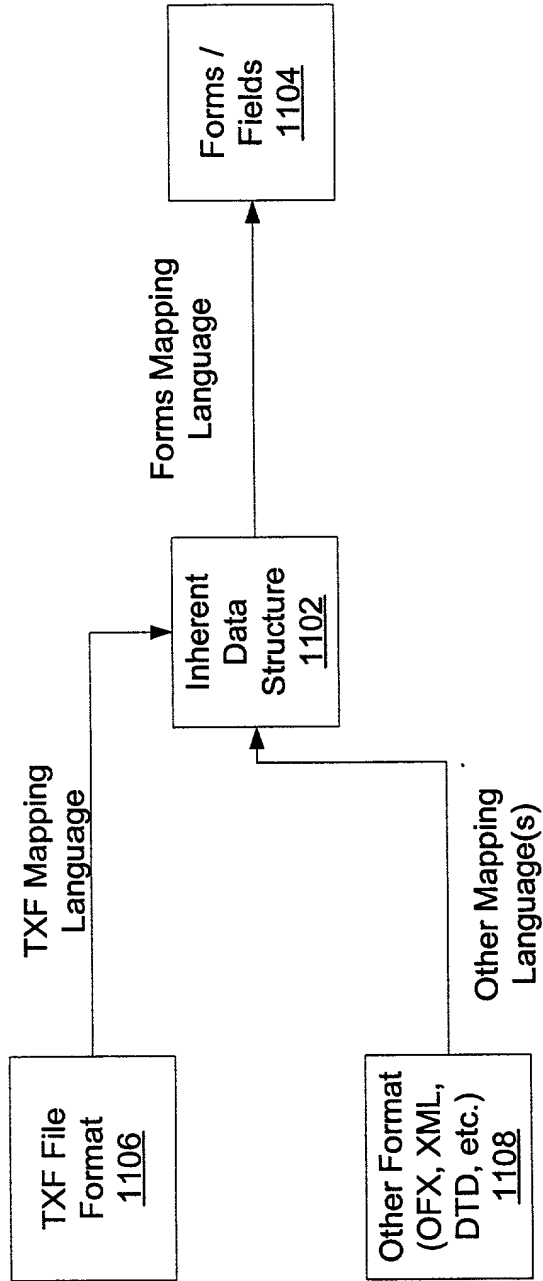 TXF File
Format
1106
TXF Mapping
Language
Inherent
Data
Structure
1102
Forms Mapping
Language
Forms /
Fields
1104
Other Format
(OFX, XML,
DTD, etc.)
1108
Other Mapping
Language(s)